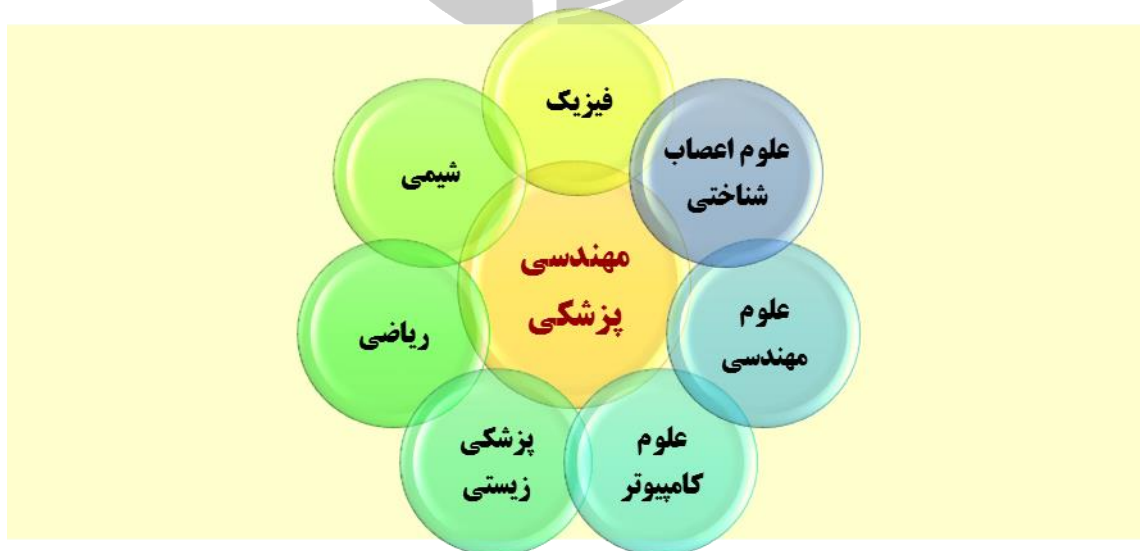 فیزیک
علوم اعصاب
شناختی
شیمی
مهندسی
پزشکی
علوم
مهندسی
ریاضی
علوم
کامپیوتر
پزشکی
زیستی